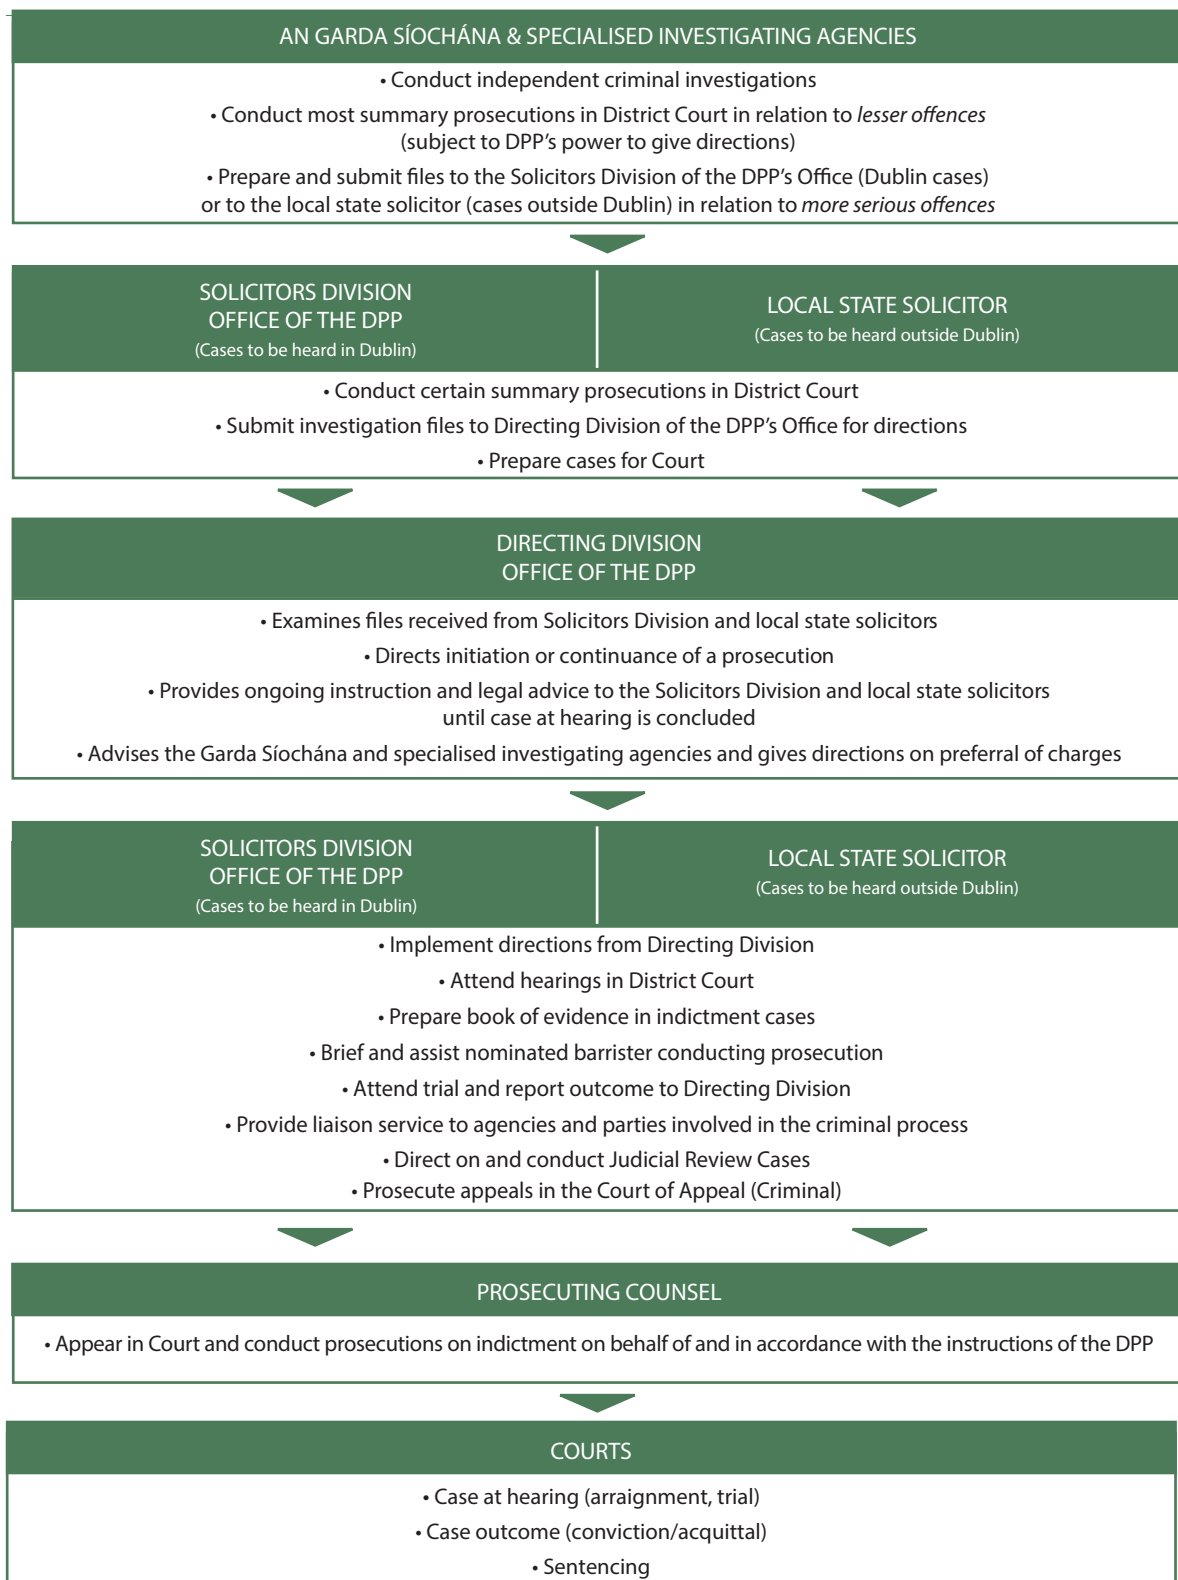 AN GARDA SÍOCHÁNA & SPECIALISED INVESTIGATING AGENCIES
• Conduct independent criminal investigations
• Conduct most summary prosecutions in District Court in relation to lesser offences
(subject to DPP's power to give directions)
• Prepare and submit files to the Solicitors Division of the DPP's Office (Dublin cases)
or to the local state solicitor (cases outside Dublin) in relation to more serious offences
SOLICITORS DIVISION
OFFICE OF THE DPP
(Cases to be heard in Dublin)
LOCAL STATE SOLICITOR
(Cases to be heard outside Dublin)
• Conduct certain summary prosecutions in District Court
• Submit investigation files to Directing Division of the DPP's Office for directions
• Prepare cases for Court
DIRECTING DIVISION
OFFICE OF THE DPP
• Examines files received from Solicitors Division and local state solicitors
• Directs initiation or continuance of a prosecution
• Provides ongoing instruction and legal advice to the Solicitors Division and local state solicitors
until case at hearing is concluded
• Advises the Garda Síochána and specialised investigating agencies and gives directions on preferral of charges
SOLICITORS DIVISION
OFFICE OF THE DPP
(Cases to be heard in Dublin)
LOCAL STATE SOLICITOR
(Cases to be heard outside Dublin)
• Implement directions from Directing Division
• Attend hearings in District Court
• Prepare book of evidence in indictment cases
• Brief and assist nominated barrister conducting prosecution
• Attend trial and report outcome to Directing Division
• Provide liaison service to agencies and parties involved in the criminal process
• Direct on and conduct Judicial Review Cases
• Prosecute appeals in the Court of Appeal (Criminal)
PROSECUTING COUNSEL
• Appear in Court and conduct prosecutions on indictment on behalf of and in accordance with the instructions of the DPP
COURTS
• Case at hearing (arraignment, trial)
• Case outcome (conviction/acquittal)
• Sentencing